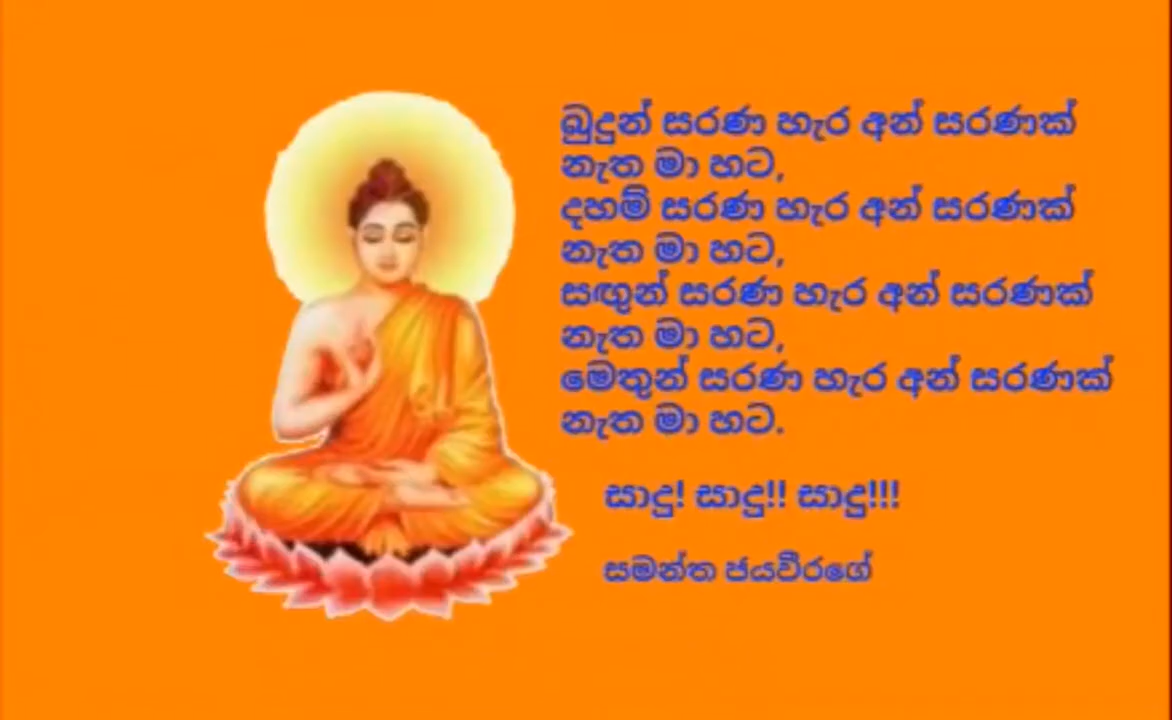 බුදුන් සරණ හැර අන් සරණක්
නැත මා හට,
දහම් සරණ හැර අන් සරණක්
නැත මා හට,
සඟුන් සරණ හැර අන් සරණක්
නැත මා හට,
මෙතුන් සරණ හැර අන් සරණක්
නැත මා හට.
සාදු! සාදු!! සාදු!!!
සමන්ත ජයවීරගේ